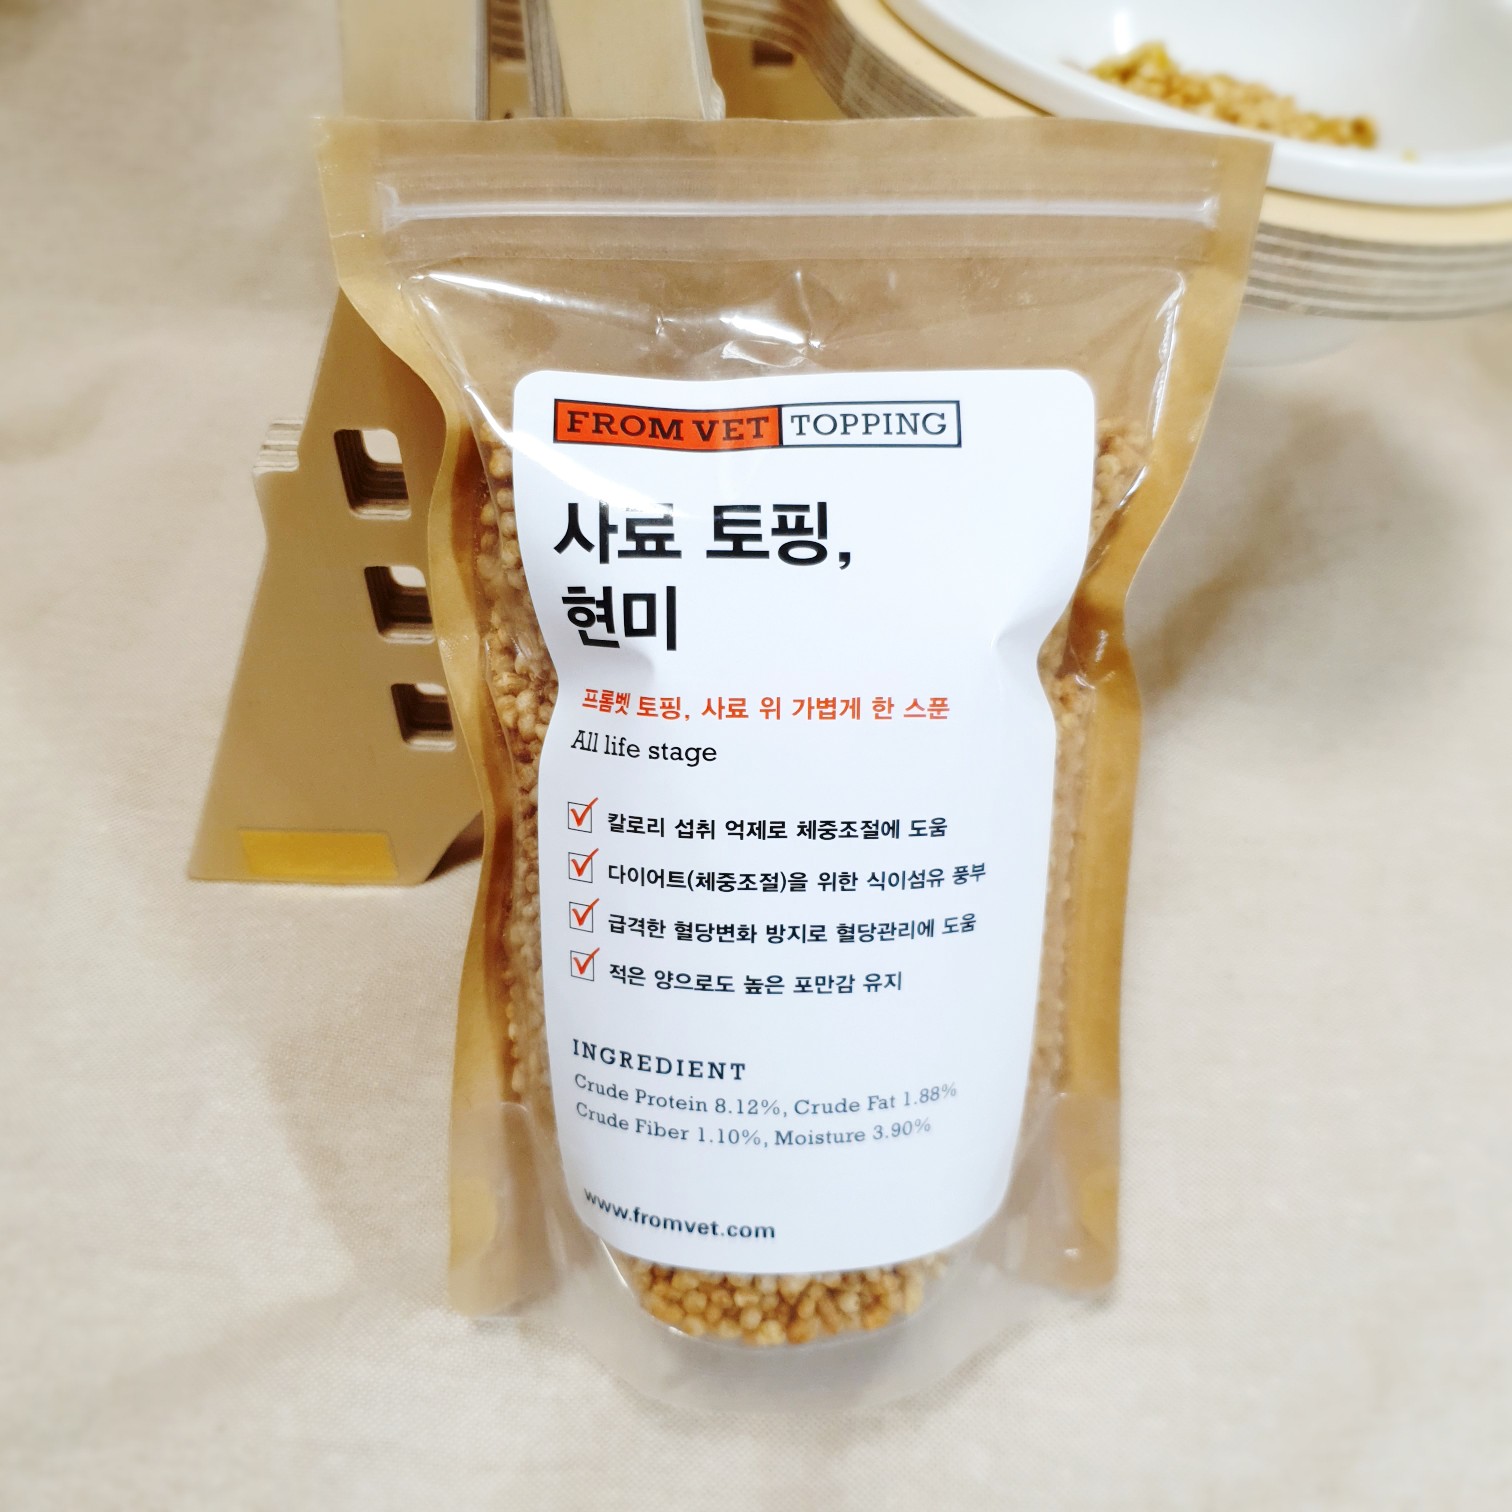 FROM VET TOPPING
사료 토핑,
현미
프롬벳 토핑, 사료 위 가볍게 한 스푼
All life stage
칼로리 섭취 억제로 체중조절에 도움
다이어트(체중조절)을 위한 식이섬유 풍부
급격한 혈당변화 방지로 혈당관리에 도움
적은 양으로도 높은 포만감 유지
INGREDIENT
Crude Protein 8.12%, Crude Fat 1.88%
Crude Fiber 1.10%, Moisture 3.90%
www.fromvet.com